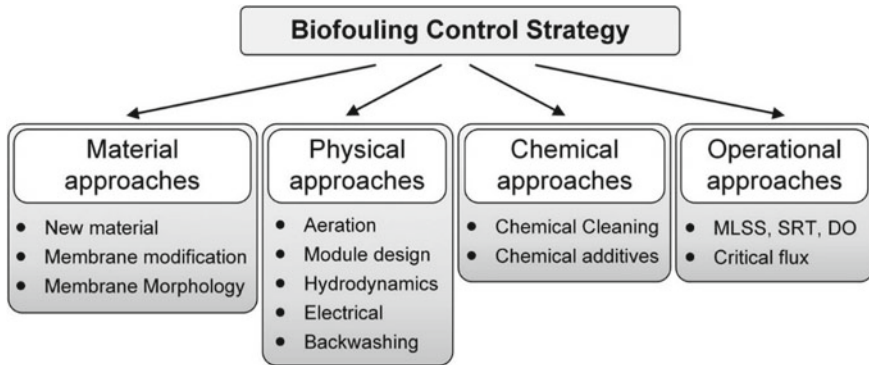 Biofouling Control Strategy
Material
approaches
• New material
• Membrane modification
• Membrane Morphology
Physical
approaches
• Aeration
• Module design
• Hydrodynamics
• Electrical
• Backwashing
Chemical
approaches
• Chemical Cleaning
• Chemical additives
Operational
approaches
• MLSS, SRT, DO
• Critical flux